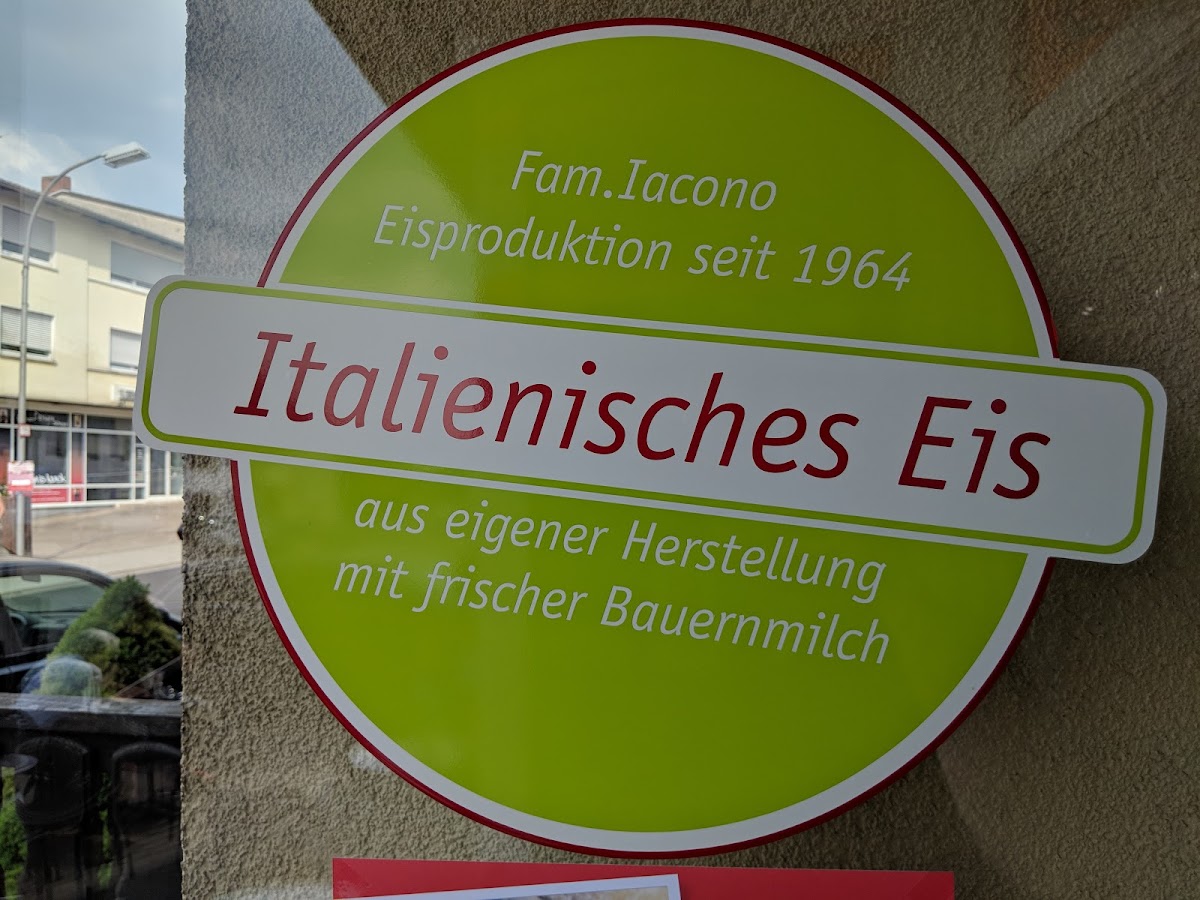 Fam.Iacono
Eisproduktion seit 1964
Italienisches Eis
aus eigener Herstellung
mit frischer Bauernmilch